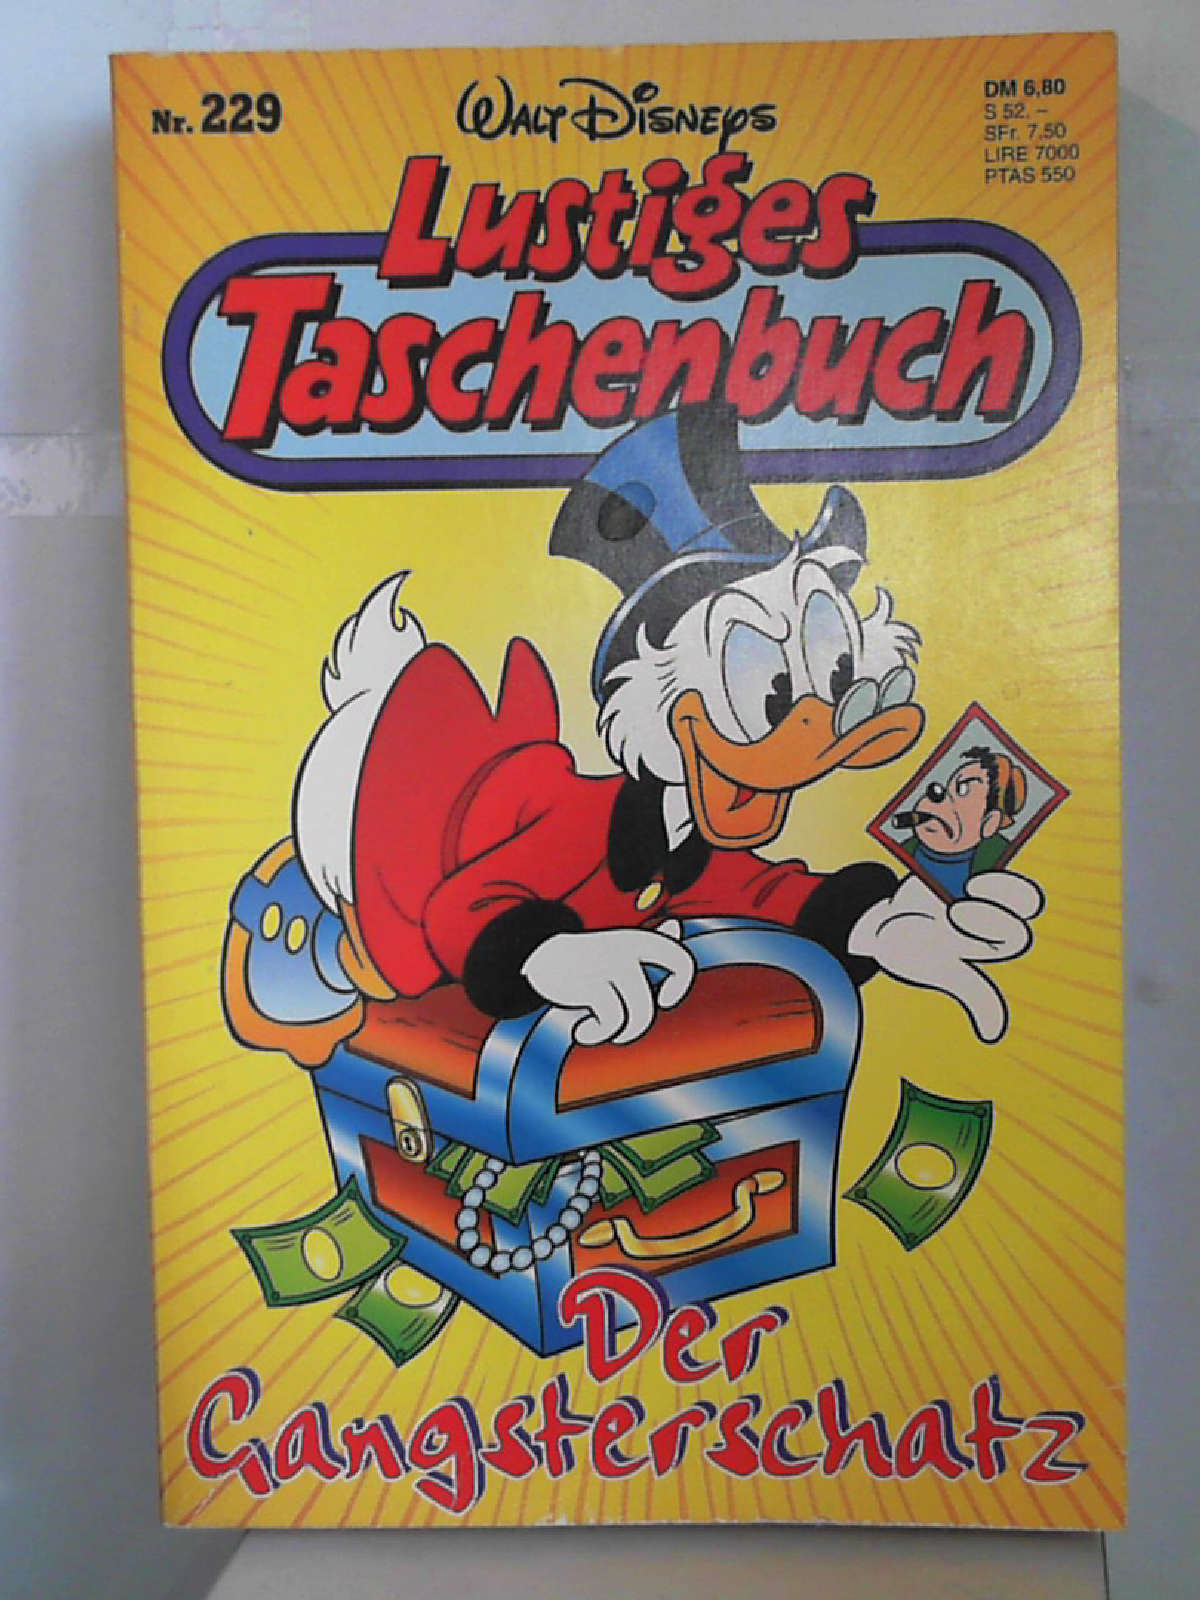 Nr. 229
WALT DISNEYS
DM 6,80
S 52.–
SFr. 7.50
LIRE 7000
PTAS 550
Lustiges
Taschenbuch
Der
Gangsterschatz